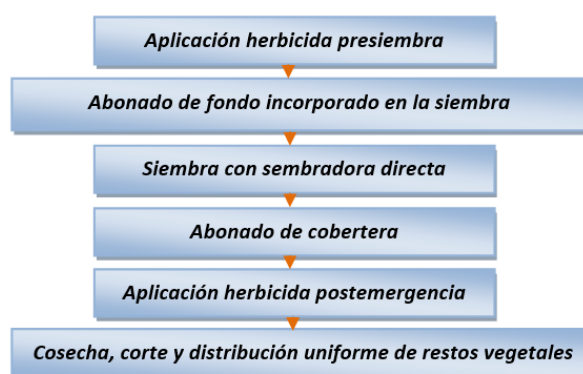 Aplicación herbicida presiembra
Abonado de fondo incorporado en la siembra
Siembra con sembradora directa
Abonado de cobertera
Aplicación herbicida postemergencia
Cosecha, corte y distribución uniforme de restos vegetales